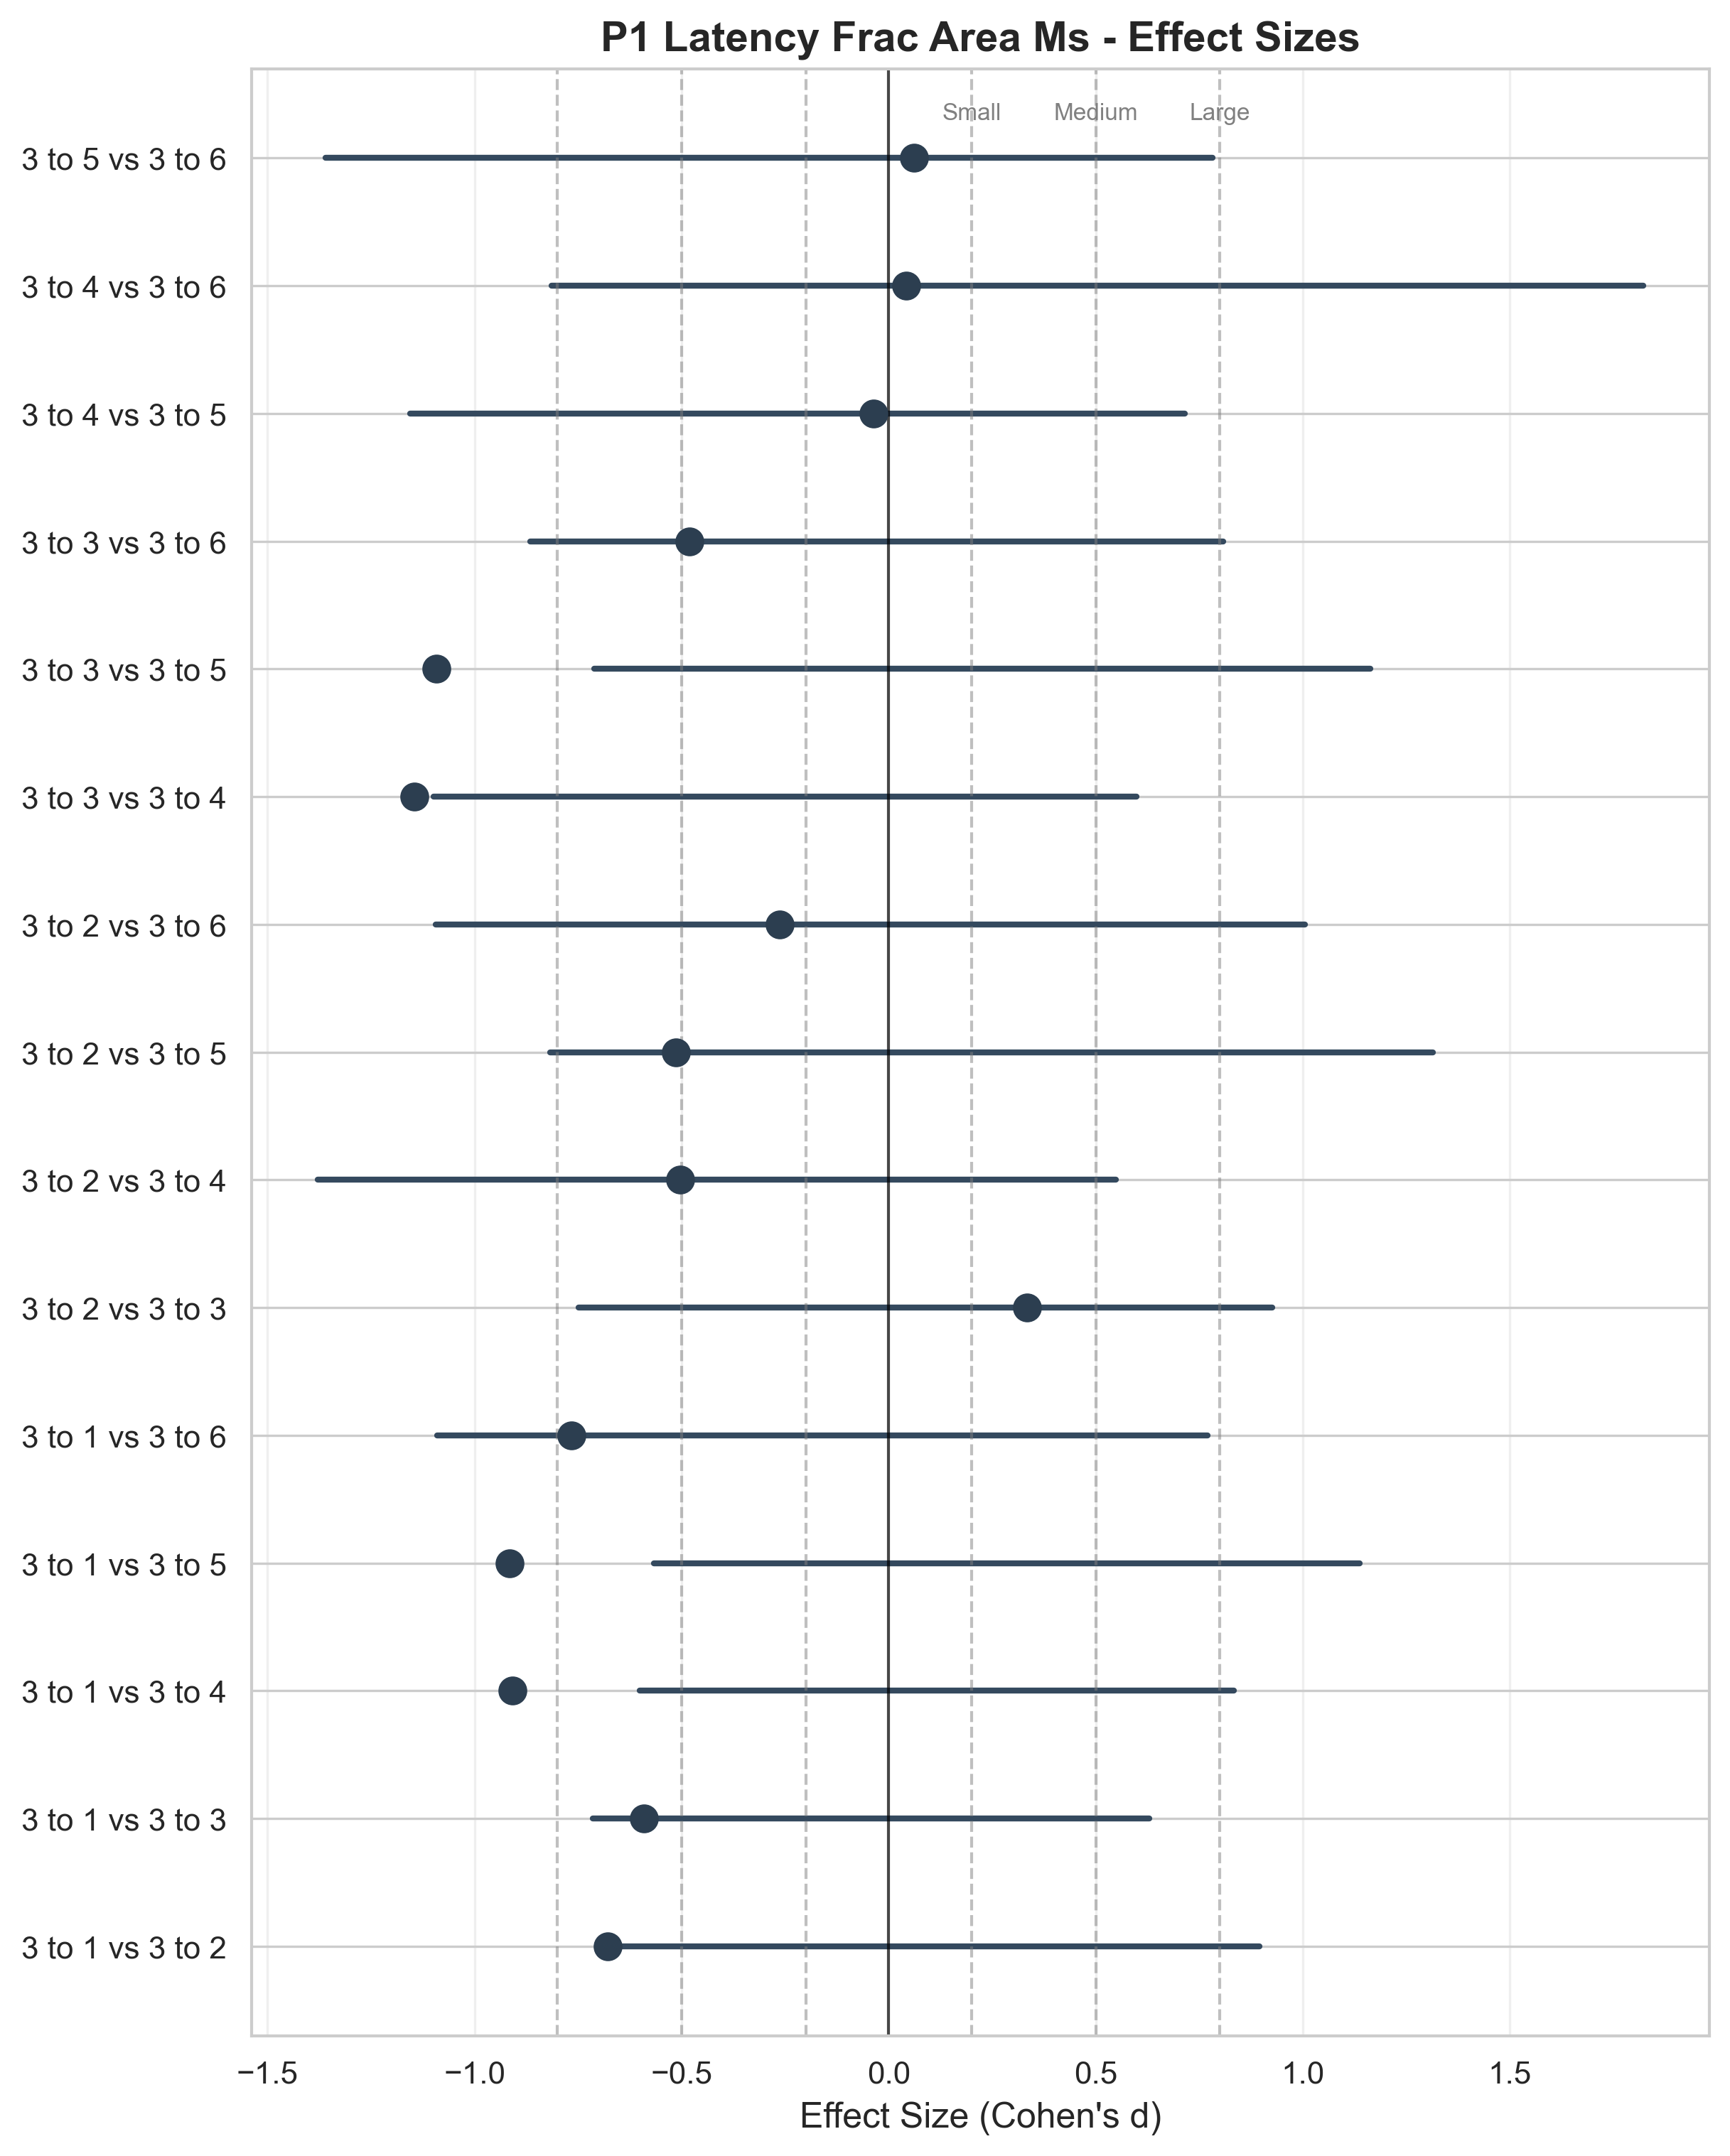 P1 Latency Frac Area Ms - Effect Sizes
Small Medium Large
3 to 5 vs 3 to 6
3 to 4 vs 3 to 6
3 to 4 vs 3 to 5
3 to 3 vs 3 to 6
3 to 3 vs 3 to 5
3 to 3 vs 3 to 4
3 to 2 vs 3 to 6
3 to 2 vs 3 to 5
3 to 2 vs 3 to 4
3 to 2 vs 3 to 3
3 to 1 vs 3 to 6
3 to 1 vs 3 to 5
3 to 1 vs 3 to 4
3 to 1 vs 3 to 3
3 to 1 vs 3 to 2
−1.5 −1.0 −0.5 0.0 0.5 1.0 1.5
Effect Size (Cohen's d)